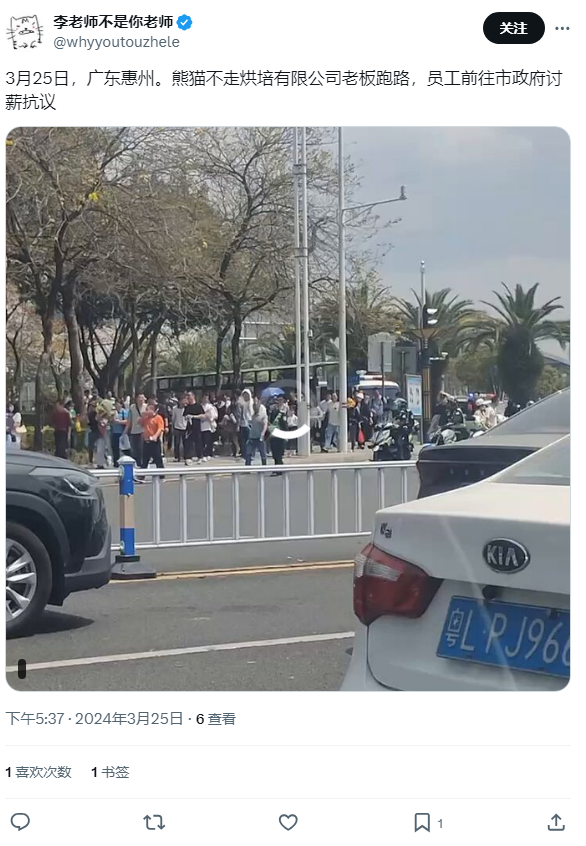 李老师不是你老师
@whyyoutouzhele
关注
3月25日，广东惠州。熊猫不走烘培有限公司老板跑路，员工前往市政府讨
薪抗议
KIA
粤L·PJ966
下午5:37 · 2024年3月25日 · 6 查看
1 喜欢次数 1 书签
1